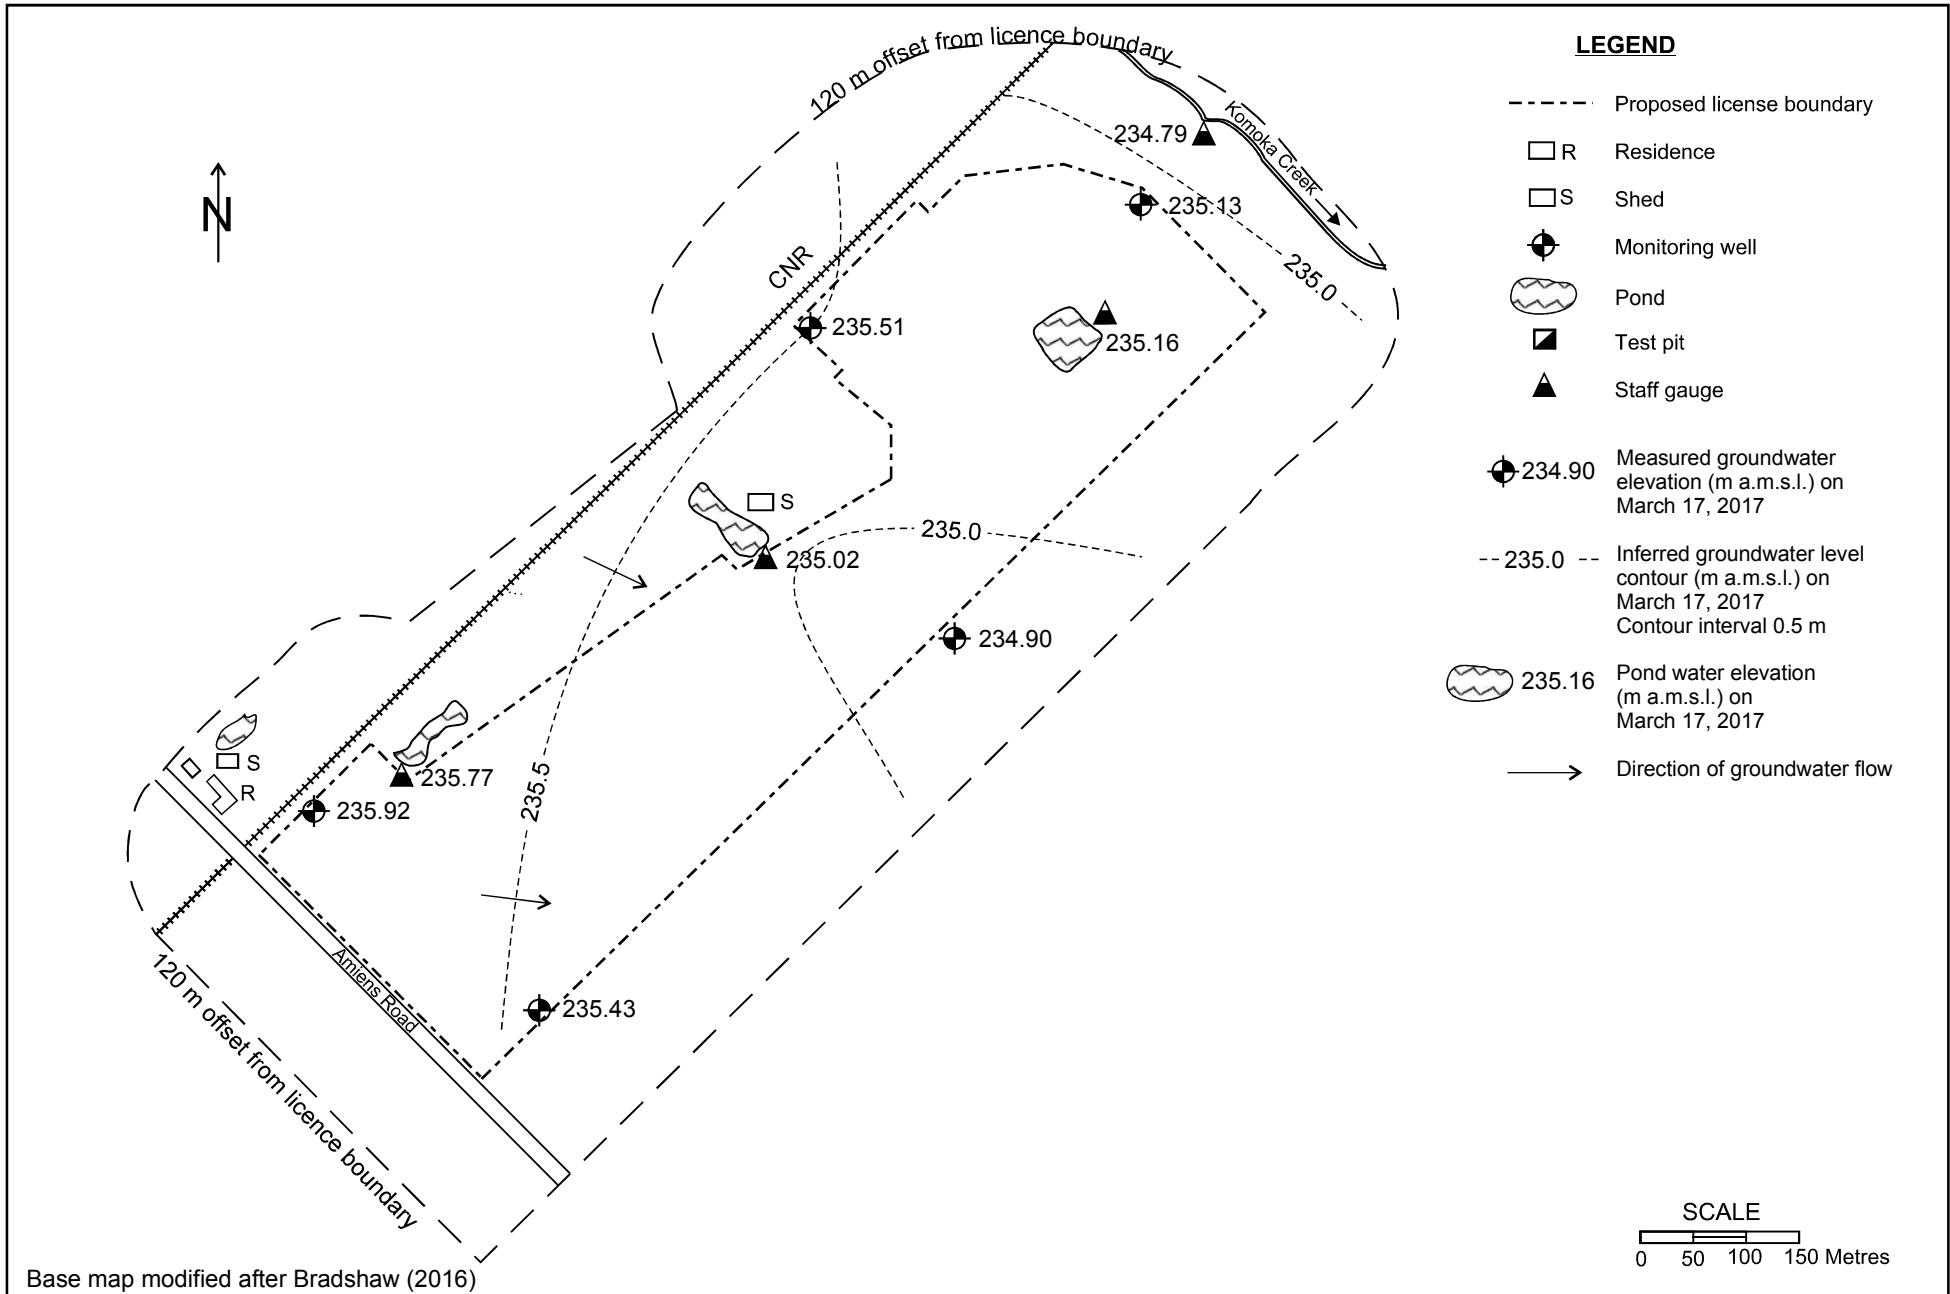 120 m offset from licence boundary
Komoka Creek
234.79
235.13
235.0
N
CNR
235.51
235.16
S
235.02
235.0
234.90
235.77
S
R
235.92
235.5
Amiens Road
235.43
120 m offset from licence boundary
Base map modified after Bradshaw (2016)
LEGEND
Proposed license boundary
R Residence
S Shed
Monitoring well
Pond
Test pit
Staff gauge
234.90 Measured groundwater
elevation (m a.m.s.l.) on
March 17, 2017
235.0 Inferred groundwater level
contour (m a.m.s.l.) on
March 17, 2017
Contour interval 0.5 m
235.16 Pond water elevation
(m a.m.s.l.) on
March 17, 2017
Direction of groundwater flow
SCALE
0 50 100 150 Metres